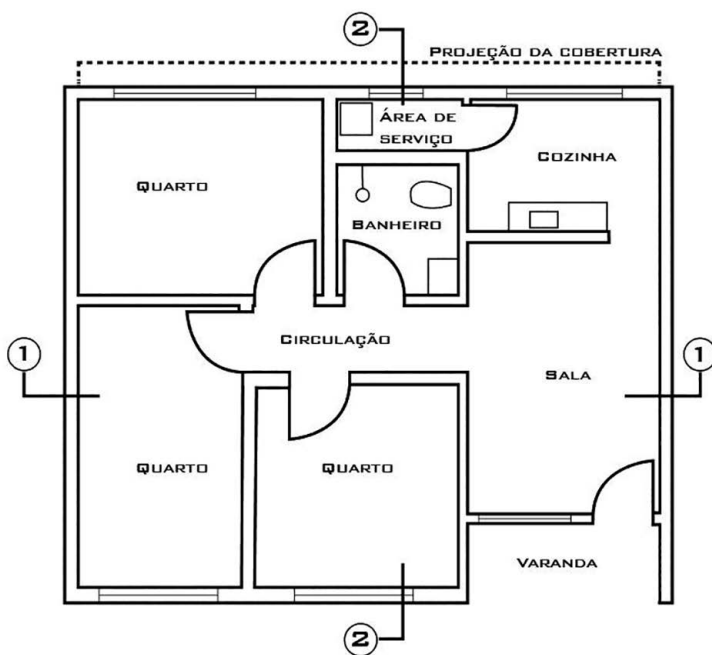 2
PROJEÇÃO DA COBERTURA
ÁREA DE
SERVIÇO
COZINHA
QUARTO
BANHEIRO
CIRCULAÇÃO
1
1
SALA
QUARTO
QUARTO
VARANDA
2